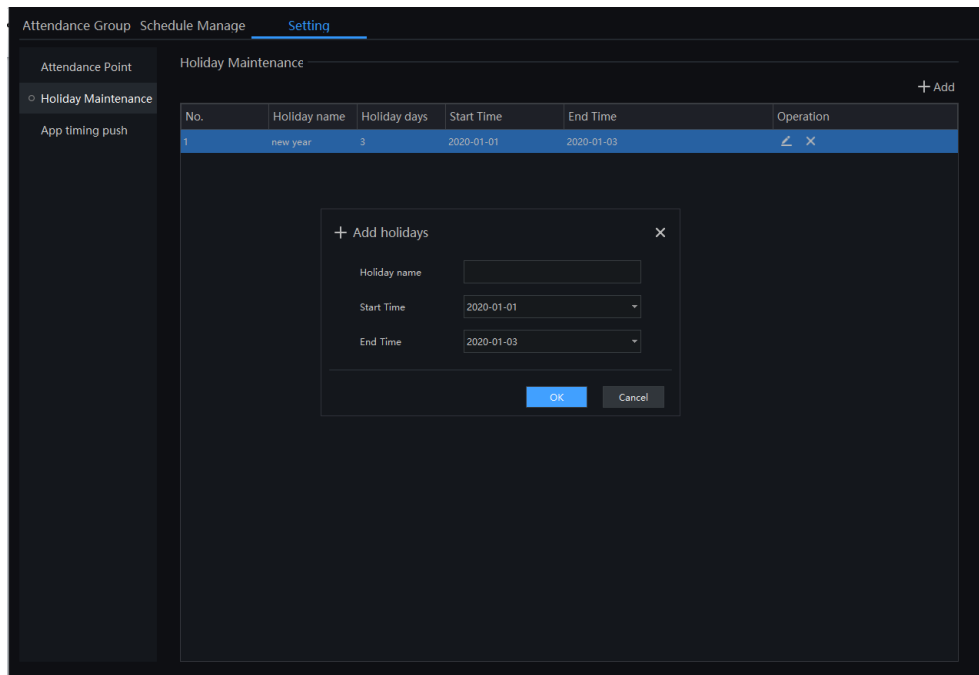 Attendance Group Schedule Manage Setting
Attendance Point
Holiday Maintenance
App timing push
Holiday Maintenance
Add
No. Holiday name Holiday days Start Time End Time Operation
1 new year 3 2020-01-01 2020-01-03
Add holidays
Holiday name
Start Time 2020-01-01
End Time 2020-01-03
OK Cancel